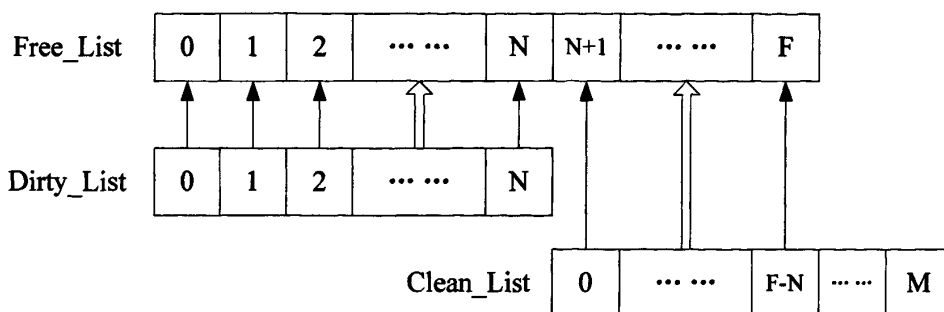 Free_List 0 1 2 ... ... N N+1 ... ... F
Dirty_List 0 1 2 ... ... N
Clean_List 0 ... ... F-N ... ... M